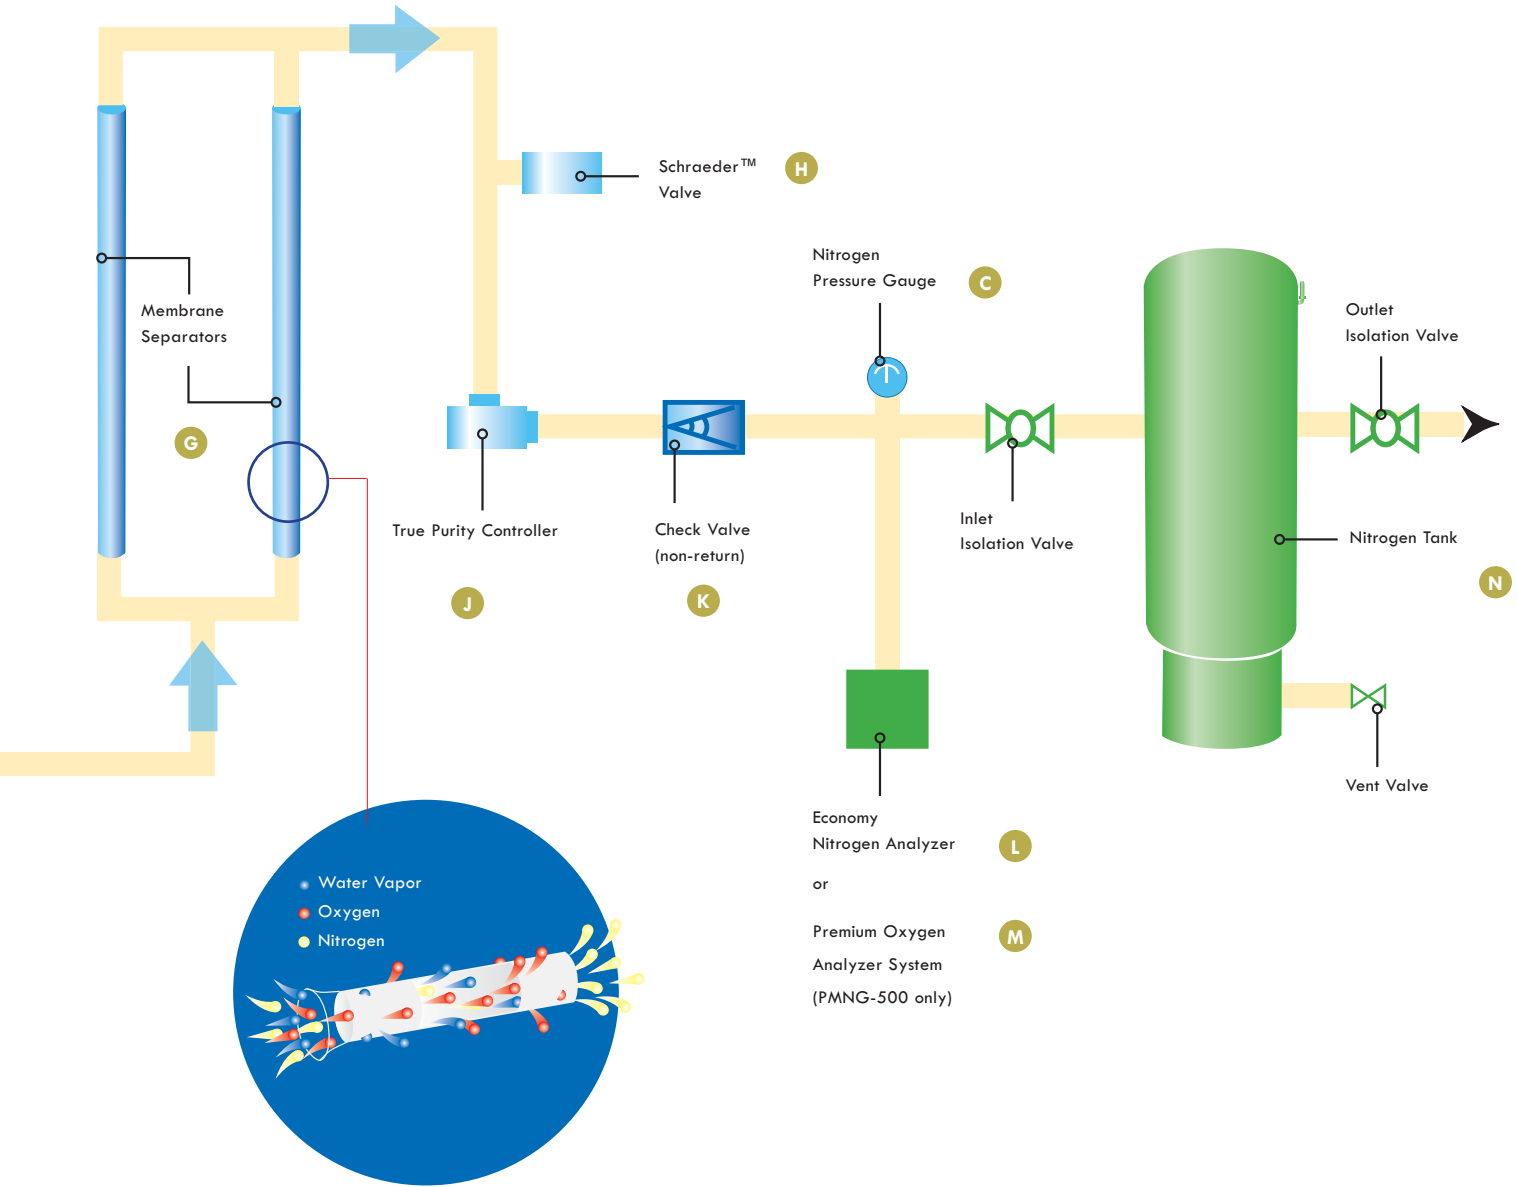 Schraeder™
Valve
H
Nitrogen
Pressure Gauge
C
Outlet
Isolation Valve
Membrane
Separators
G
True Purity Controller
J
Check Valve
(non-return)
K
Inlet
Isolation Valve
Nitrogen Tank
N
Vent Valve
Economy
Nitrogen Analyzer
L
or
Premium Oxygen
Analyzer System
(PMNG-500 only)
M
Water Vapor
Oxygen
Nitrogen